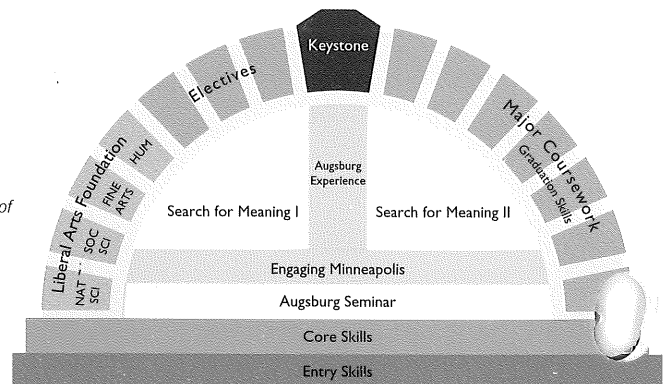 Keystone
Electives
Major Coursework
Graduation Skills
Liberal Arts Foundation
HUM
FINE
ARTS
SOC
SCI
NAT
SCI
of
Augsburg
Experience
Search for Meaning I
Search for Meaning II
Engaging Minneapolis
Augsburg Seminar
Core Skills
Entry Skills